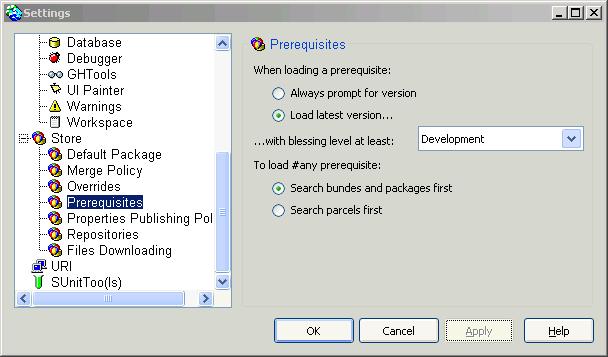 Settings
Database
Debugger
GHTools
UI Painter
Warnings
Workspace
Store
Default Package
Merge Policy
Overrides
Prerequisites
Properties Publishing Pol
Repositories
Files Downloading
URI
SUnitToo(ls)
Prerequisites
When loading a prerequisite:
Always prompt for version
Load latest version...
...with blessing level at least: Development
To load #any prerequisite:
Search bundes and packages first
Search parcels first
OK Cancel Apply Help